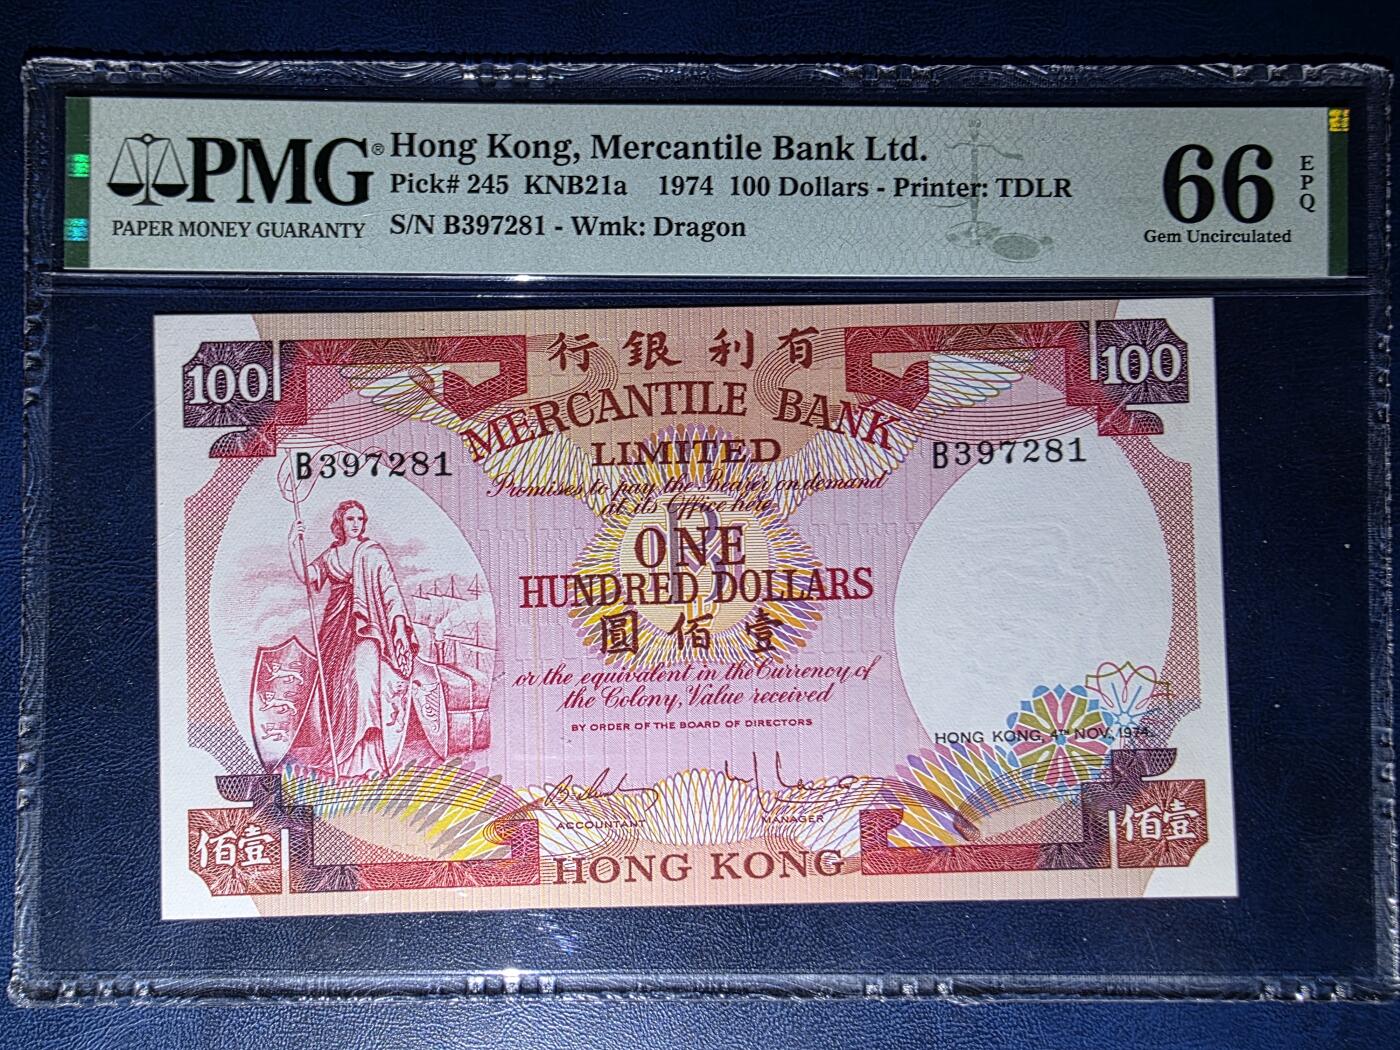 PMG®
PAPER MONEY GUARANTY
Hong Kong, Mercantile Bank Ltd.
Pick# 245 KNB21a 1974 100 Dollars - Printer: TDLR
S/N B397281 - Wmk: Dragon
66
EPQ
Gem Uncirculated
100
行銀利有
100
MERCANTILE BANK
LIMITED
B397281
B397281
Promises to pay the Bearer on demand
at its Office here
ONE
HUNDRED DOLLARS
圓佰壹
or the equivalent in the Currency of
the Colony, Value received
BY ORDER OF THE BOARD OF DIRECTORS
HONG KONG, 4TH NOV. 1974.
ACCOUNTANT
MANAGER
佰壹
HONG KONG
佰壹